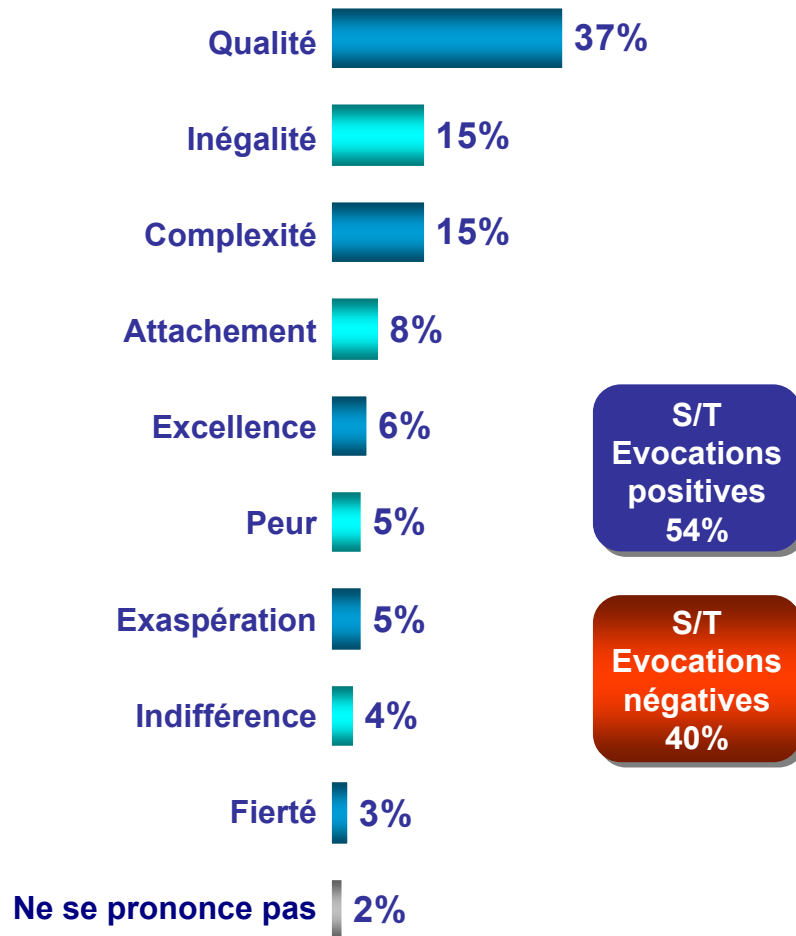 Qualité 37%
Inégalité 15%
Complexité 15%
Attachement 8%
Excellence 6%
Peur 5%
Exaspération 5%
Indifférence 4%
Fierté 3%
Ne se prononce pas 2%
S/T
Evocations
positives
54%
S/T
Evocations
négatives
40%